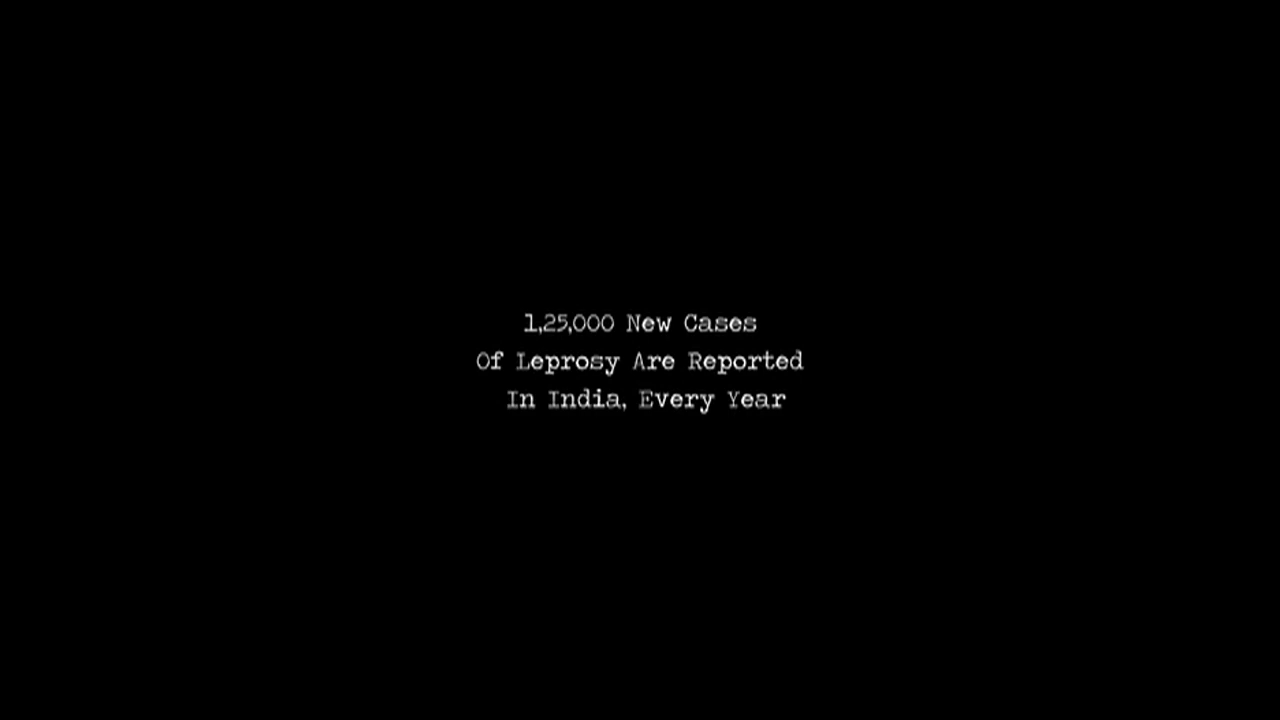 1,25,000 New Cases
Of Leprosy Are Reported
In India, Every Year